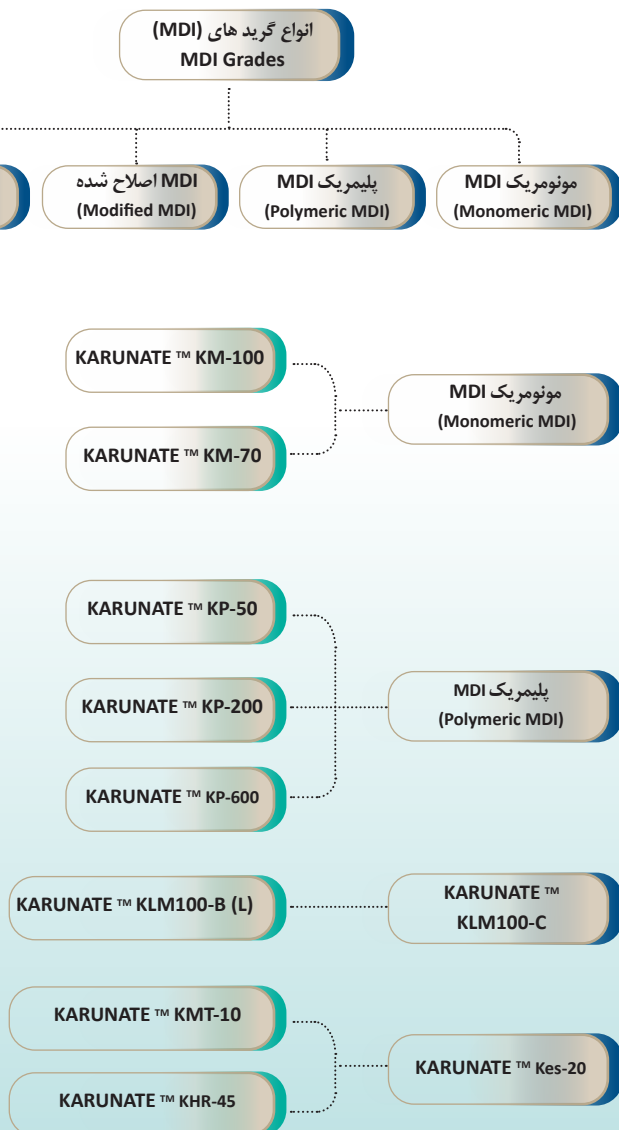 انواع گرید های (MDI)
MDI Grades
مونومریک MDI
(Monomeric MDI)
پلیمریک MDI
(Polymeric MDI)
MDI اصلاح شده
(Modified MDI)
مونومریک MDI
(Monomeric MDI)
KARUNATE ™ KM-100
KARUNATE ™ KM-70
پلیمریک MDI
(Polymeric MDI)
KARUNATE ™ KP-50
KARUNATE ™ KP-200
KARUNATE ™ KP-600
KARUNATE ™
KLM100-C
KARUNATE ™ KLM100-B (L)
KARUNATE ™ Kes-20
KARUNATE ™ KMT-10
KARUNATE ™ KHR-45